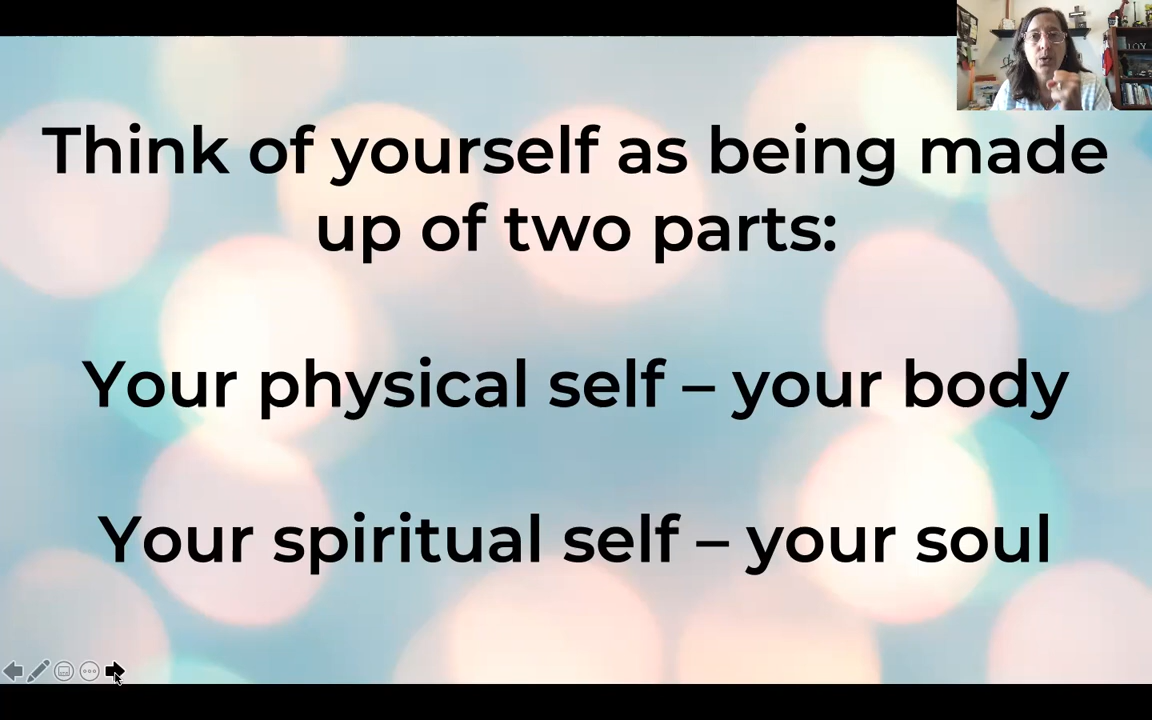 Think of yourself as being made
up of two parts:
Your physical self – your body
Your spiritual self – your soul